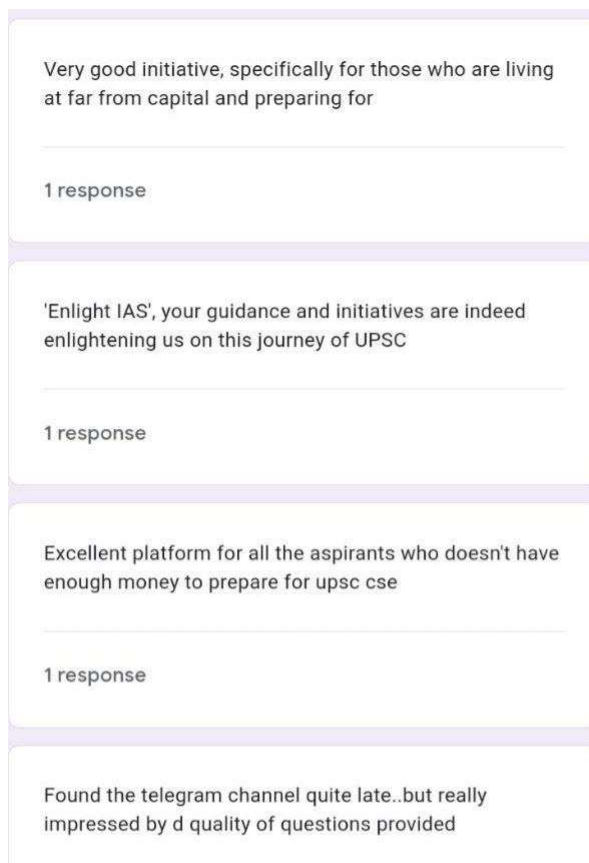 Very good initiative, specifically for those who are living
at far from capital and preparing for
1 response
'Enlight IAS', your guidance and initiatives are indeed
enlightening us on this journey of UPSC
1 response
Excellent platform for all the aspirants who doesn't have
enough money to prepare for upsc cse
1 response
Found the telegram channel quite late..but really
impressed by d quality of questions provided